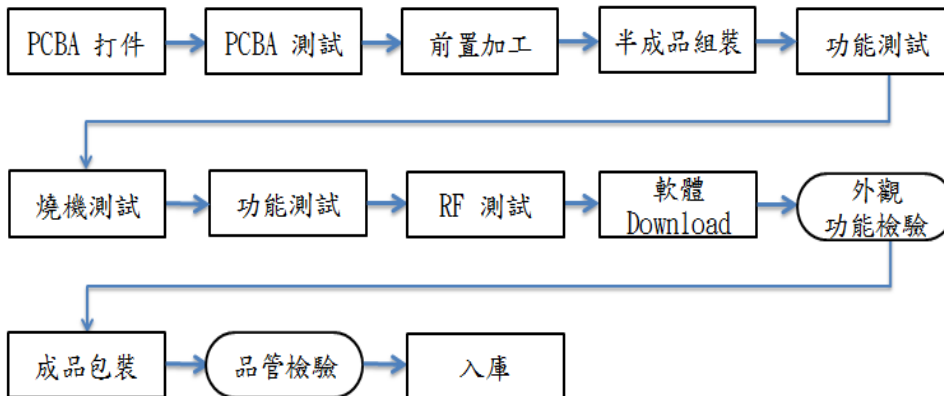 PCBA 打件
PCBA 測試
前置加工
半成品組裝
功能測試
燒機測試
功能測試
RF 測試
軟體
Download
外觀
功能檢驗
成品包裝
品管檢驗
入庫